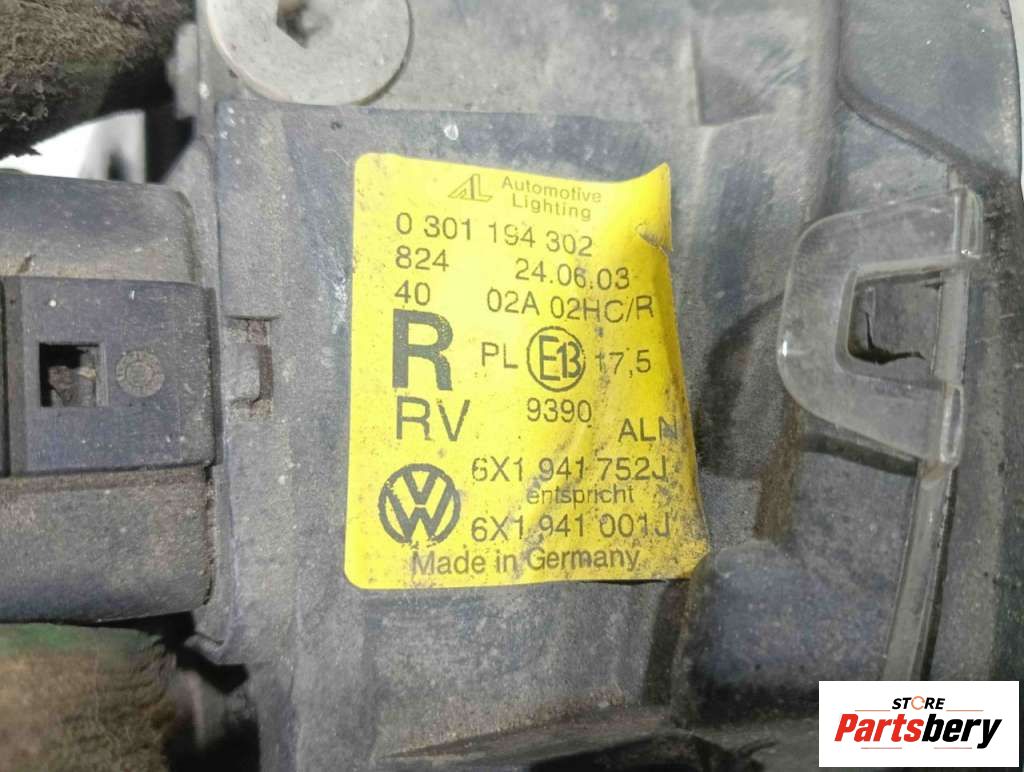 AL Automotive
Lighting
0 301 194 302
824 24.06.03
40 02A 02HC/R
R PL E13 17,5
RV 9390 ALN
6X1 941 752J
entspricht
6X1 941 001J
Made in Germany
STORE
Partsbery